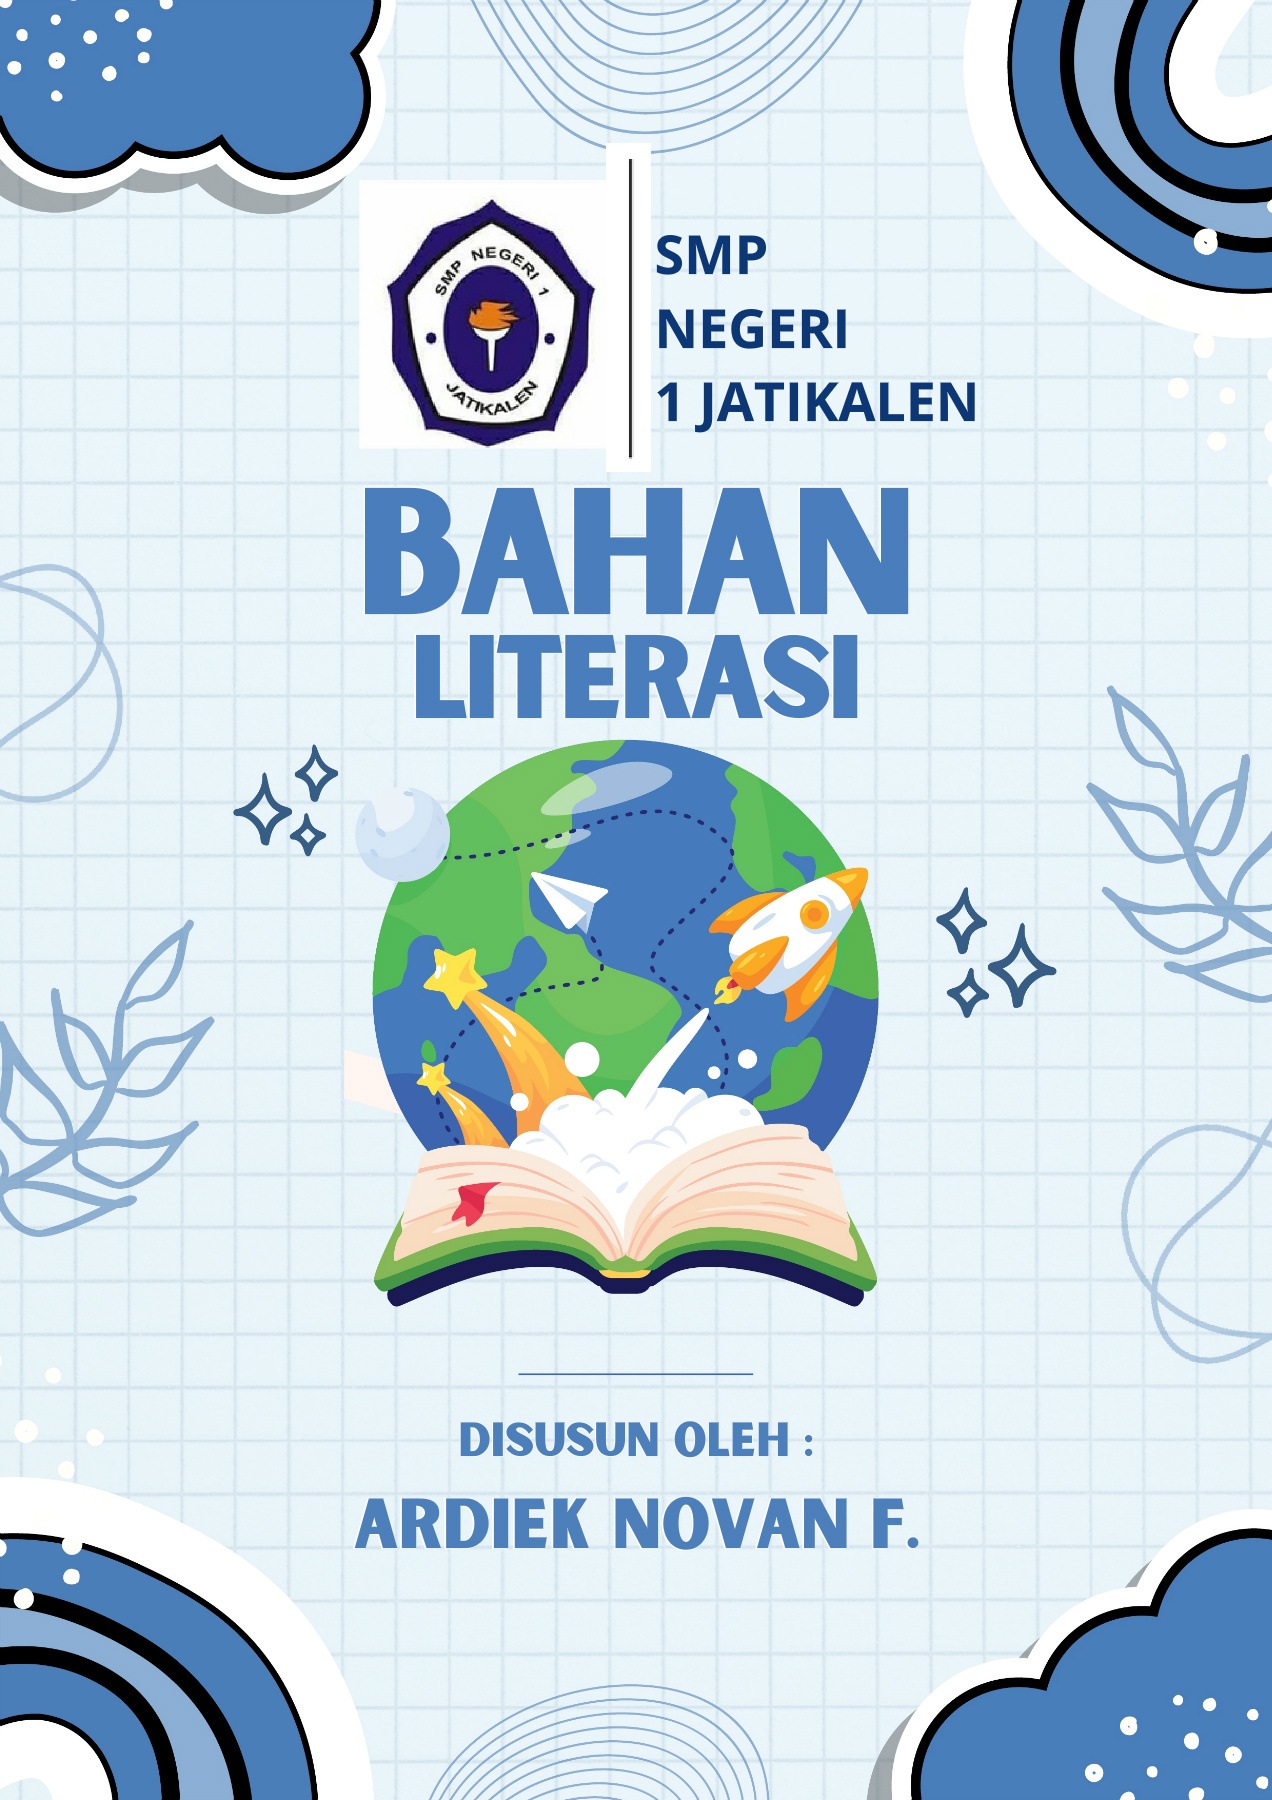 SMP NEGERI 1
JATIKALEN
SMP
NEGERI
1 JATIKALEN
BAHAN
LITERASI
DISUSUN OLEH :
ARDIEK NOVAN F.